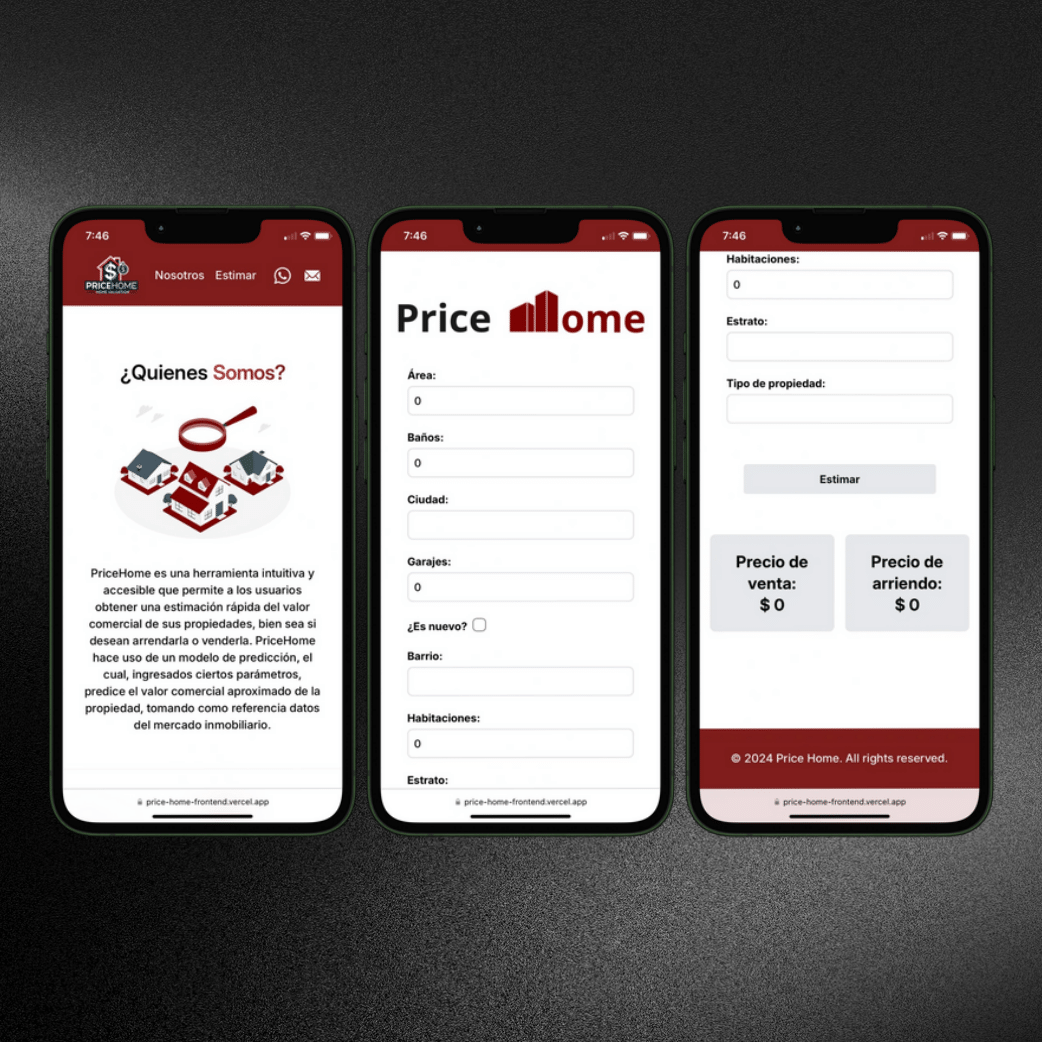 7:46
PRICEHOME
HOME VALUATION
Nosotros Estimar
¿Quienes Somos?
PriceHome es una herramienta intuitiva y
accesible que permite a los usuarios
obtener una estimación rápida del valor
comercial de sus propiedades, bien sea si
desean arrendarla o venderla. PriceHome
hace uso de un modelo de predicción, el
cual, ingresados ciertos parámetros,
predice el valor comercial aproximado de la
propiedad, tomando como referencia datos
del mercado inmobiliario.
price-home-frontend.vercel.app
7:46
Price ome
Área:
0
Baños:
0
Ciudad:
Garajes:
0
¿Es nuevo?
Barrio:
Habitaciones:
0
Estrato:
price-home-frontend.vercel.app
7:46
Habitaciones:
0
Estrato:
Tipo de propiedad:
Estimar
Precio de
venta:
$ 0
Precio de
arriendo:
$ 0
© 2024 Price Home. All rights reserved.
price-home-frontend.vercel.app